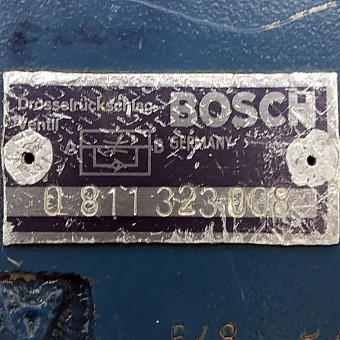 Drosselrückschlag
ventil
BOSCH
GERMANY
A B
0 811 323 008